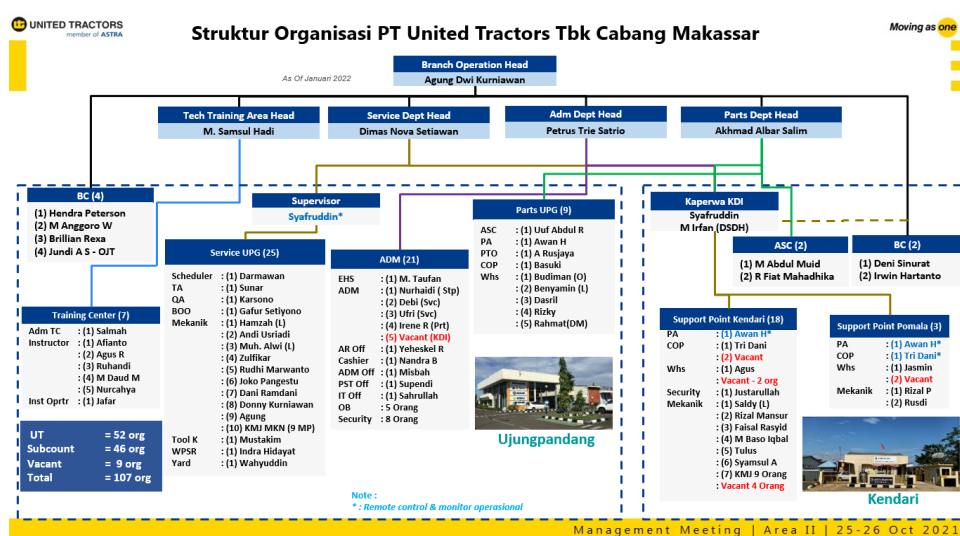 UNITED TRACTORS
member of ASTRA
Struktur Organisasi PT United Tractors Tbk Cabang Makassar
Moving as one
As Of Januari 2022
Branch Operation Head
Agung Dwi Kurniawan
Tech Training Area Head
M. Samsul Hadi
Service Dept Head
Dimas Nova Setiawan
Adm Dept Head
Petrus Trie Satrio
Parts Dept Head
Akhmad Albar Salim
BC (4)
(1) Hendra Peterson
(2) M Anggoro W
(3) Brillian Rexa
(4) Jundi A S - OJT
Training Center (7)
Adm TC : (1) Salmah
Instructor : (1) Afianto
: (2) Agus R
: (3) Ruhandi
: (4) M Daud M
: (5) Nurcahya
Inst Oprtr : (1) Jafar
UT = 52 org
Subcount = 46 org
Vacant = 9 org
Total = 107 org
Supervisor
Syafruddin*
Service UPG (25)
Scheduler : (1) Darmawan
TA : (1) Sunar
QA : (1) Karsono
BOO : (1) Gafur Setiyono
Mekanik : (1) Hamzah (L)
: (2) Andi Usriadi
: (3) Muh. Alwi (L)
: (4) Zulfikar
: (5) Rudhi Marwanto
: (6) Joko Pangestu
: (7) Dani Ramdani
: (8) Donny Kurniawan
: (9) Agung
: (10) KMJ MKN (9 MP)
Tool K : (1) Mustakim
WPSR : (1) Indra Hidayat
Yard : (1) Wahyuddin
ADM (21)
EHS : (1) M. Taufan
ADM : (1) Nurhaidi ( Stp)
: (2) Debi (Svc)
: (3) Ufri (Svc)
: (4) Irene R (Prt)
: (5) Vacant (KDI)
AR Off : (1) Yeheskel R
Cashier : (1) Nandra B
ADM Off : (1) Misbah
PST Off : (1) Supendi
IT Off : (1) Sahrullah
OB : 5 Orang
Security : 8 Orang
Parts UPG (9)
ASC : (1) Uuf Abdul R
PA : (1) Awan H
PTO : (1) A Rusjaya
COP : (1) Basuki
Whs : (1) Budiman (O)
: (2) Benyamin (L)
: (3) Dasril
: (4) Rizky
: (5) Rahmat(DM)
Ujungpandang
Note :
* : Remote control & monitor operasional
Kaperwa KDI
Syafruddin
M Irfan (DSDH)
ASC (2)
(1) M Abdul Muid
(2) R Fiat Mahadhika
BC (2)
(1) Deni Sinurat
(2) Irwin Hartanto
Support Point Kendari (18)
PA : (1) Awan H*
COP : (1) Tri Dani
: (2) Vacant
Whs : (1) Agus
: Vacant - 2 org
Security : (1) Justarullah
Mekanik : (1) Saldy (L)
: (2) Rizal Mansur
: (3) Faisal Rasyid
: (4) M Baso Iqbal
: (5) Tulus
: (6) Syamsul A
: (7) KMJ 9 Orang
: Vacant 4 Orang
Support Point Pomala (3)
PA : (1) Awan H*
COP : (1) Tri Dani*
Whs : (1) Jasmin
: (2) Vacant
Mekanik : (1) Rizal P
: (2) Rusdi
Kendari
Management Meeting | Area II | 25-26 Oct 2021